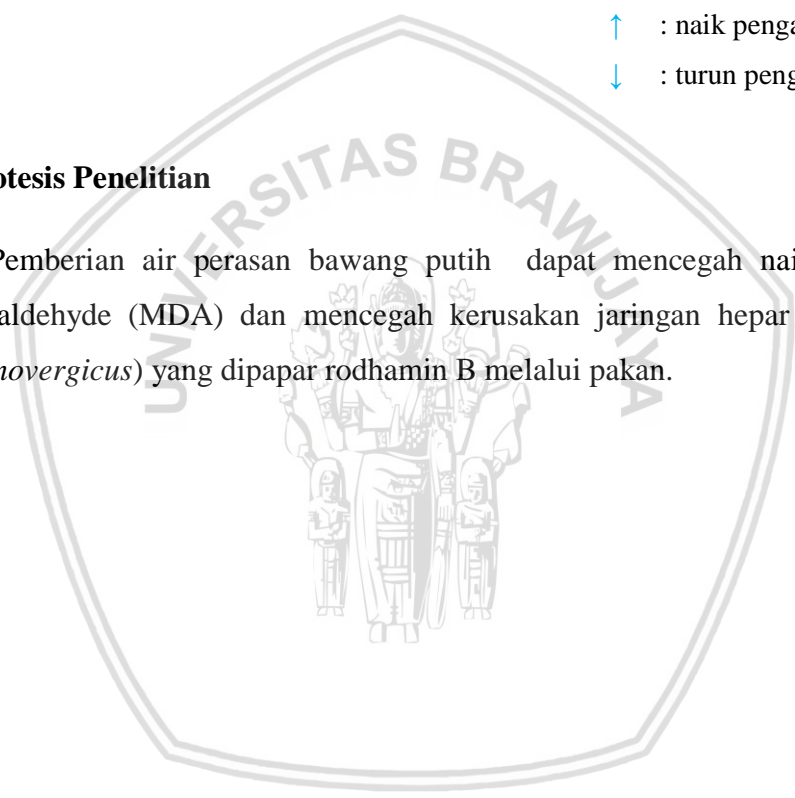 ↑ : naik penga
↓ : turun peng
otesis Penelitian
Pemberian air perasan bawang putih dapat mencegah nai
aldehyde (MDA) dan mencegah kerusakan jaringan hepar
novergicus) yang dipapar rodhamin B melalui pakan.
UNIVERSITAS BRAWIJAYA